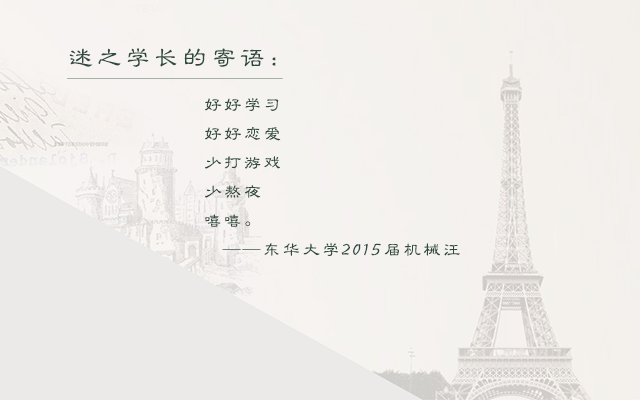 迷之学长的寄语：
好好学习
好好恋爱
少打游戏
少熬夜
嘻嘻。
——东华大学2015届机械汪